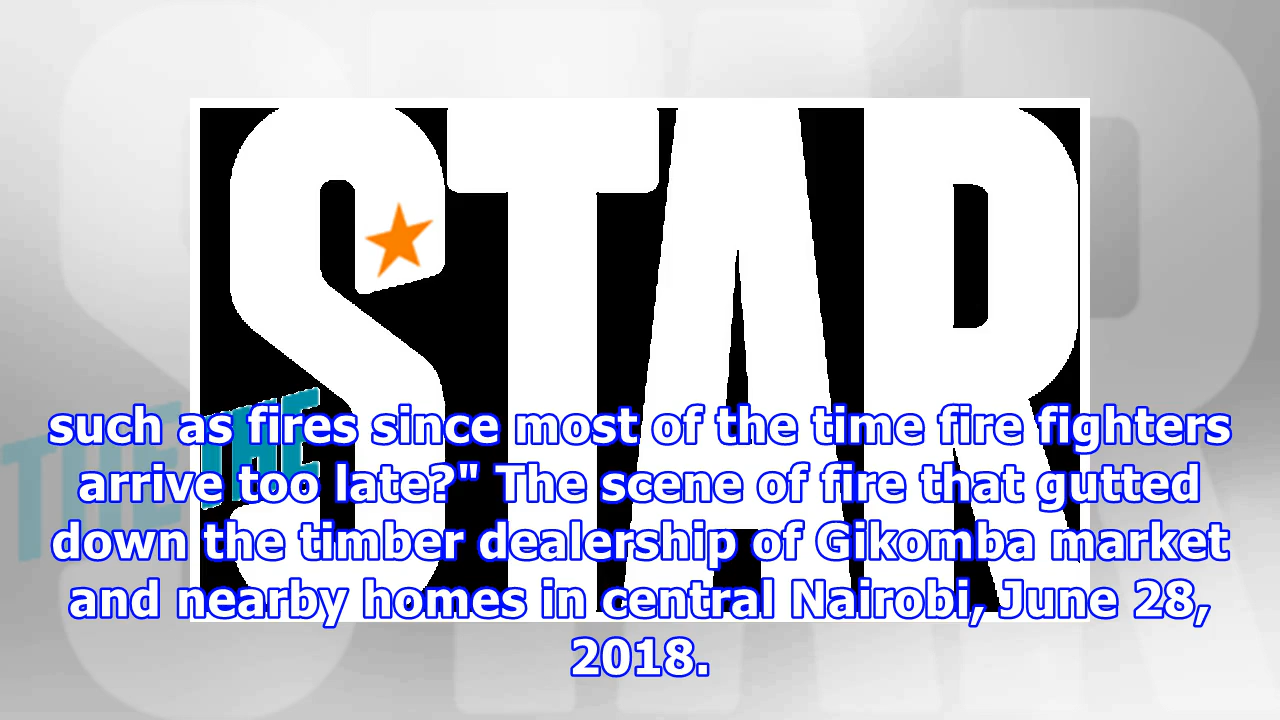 STAR
THE
such as fires since most of the time fire fighters
arrive too late?" The scene of fire that gutted
down the timber dealership of Gikomba market
and nearby homes in central Nairobi, June 28,
2018.